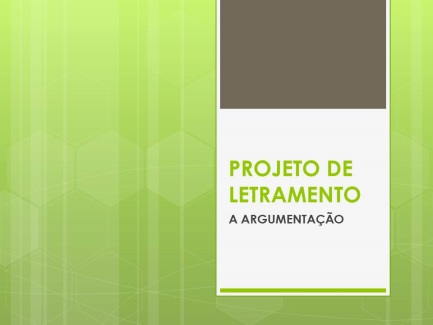 PROJETO DE
LETRAMENTO
A ARGUMENTAÇÃO